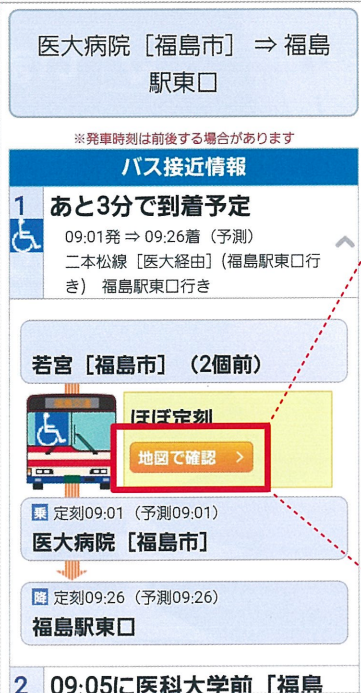 医大病院［福島市］ ⇒ 福島
駅東口
※発車時刻は前後する場合があります
バス接近情報
1 あと3分で到着予定
09:01発 ⇒ 09:26着（予測）
二本松線［医大経由］(福島駅東口行
き) 福島駅東口行き
若宮［福島市］（2個前）
ほぼ定刻
地図で確認 >
乗 定刻09:01（予測09:01）
医大病院［福島市］
降 定刻09:26（予測09:26）
福島駅東口
2 09:05に医科大学前「福島